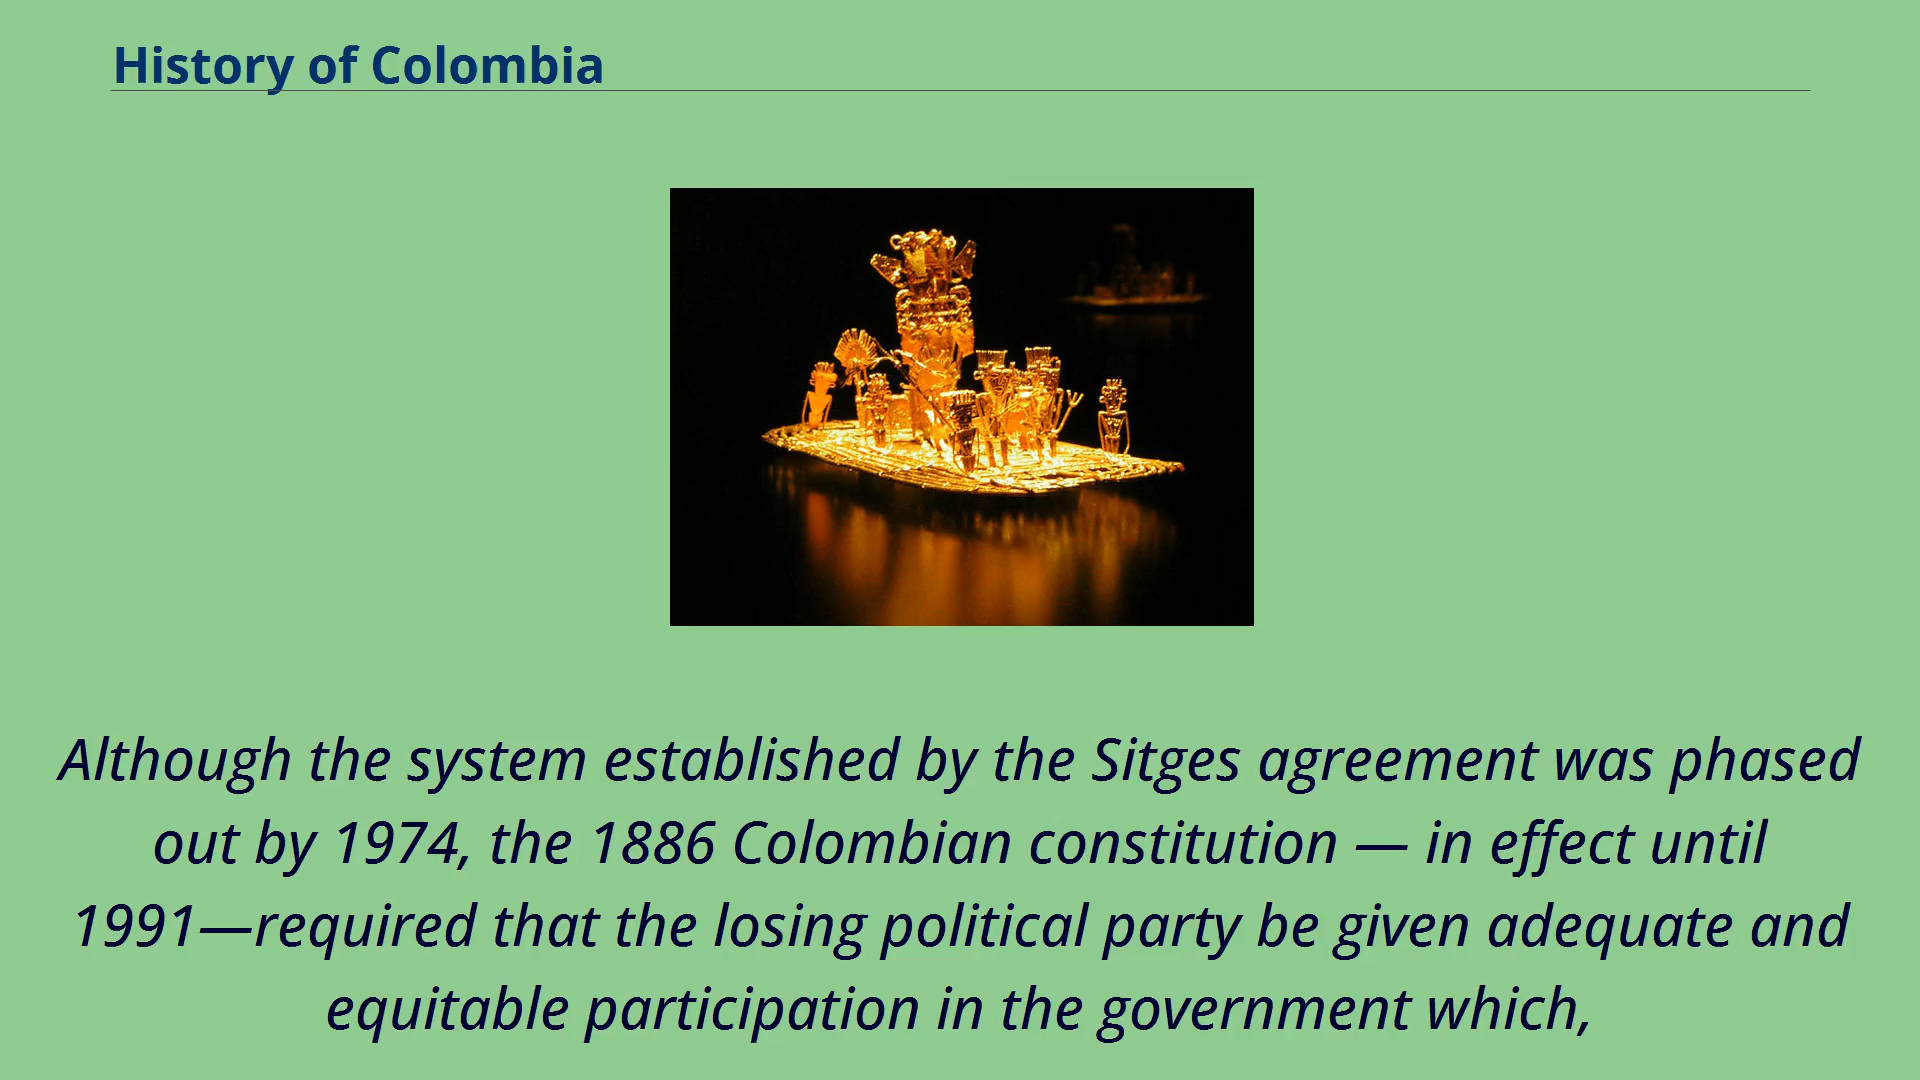 History of Colombia
Although the system established by the Sitges agreement was phased
out by 1974, the 1886 Colombian constitution — in effect until
1991—required that the losing political party be given adequate and
equitable participation in the government which,